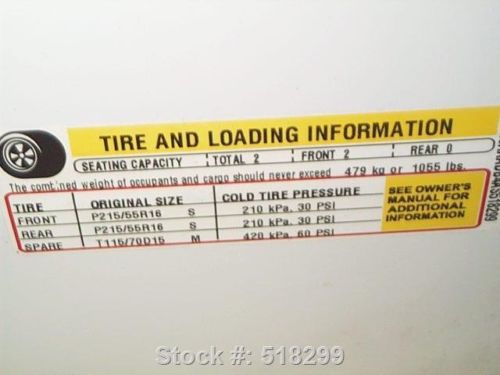 TIRE AND LOADING INFORMATION
SEATING CAPACITY TOTAL 2 FRONT 2 REAR 0
The combined weight of occupants and cargo should never exceed 479 kg or 1055 lbs.
TIRE ORIGINAL SIZE COLD TIRE PRESSURE
FRONT P215/55R16 S 210 kPa, 30 PSI
REAR P215/55R16 S 210 kPa, 30 PSI
SPARE T115/70D15 M 420 kPa, 60 PSI
SEE OWNER'S
MANUAL FOR
ADDITIONAL
INFORMATION
Stock #: 518299